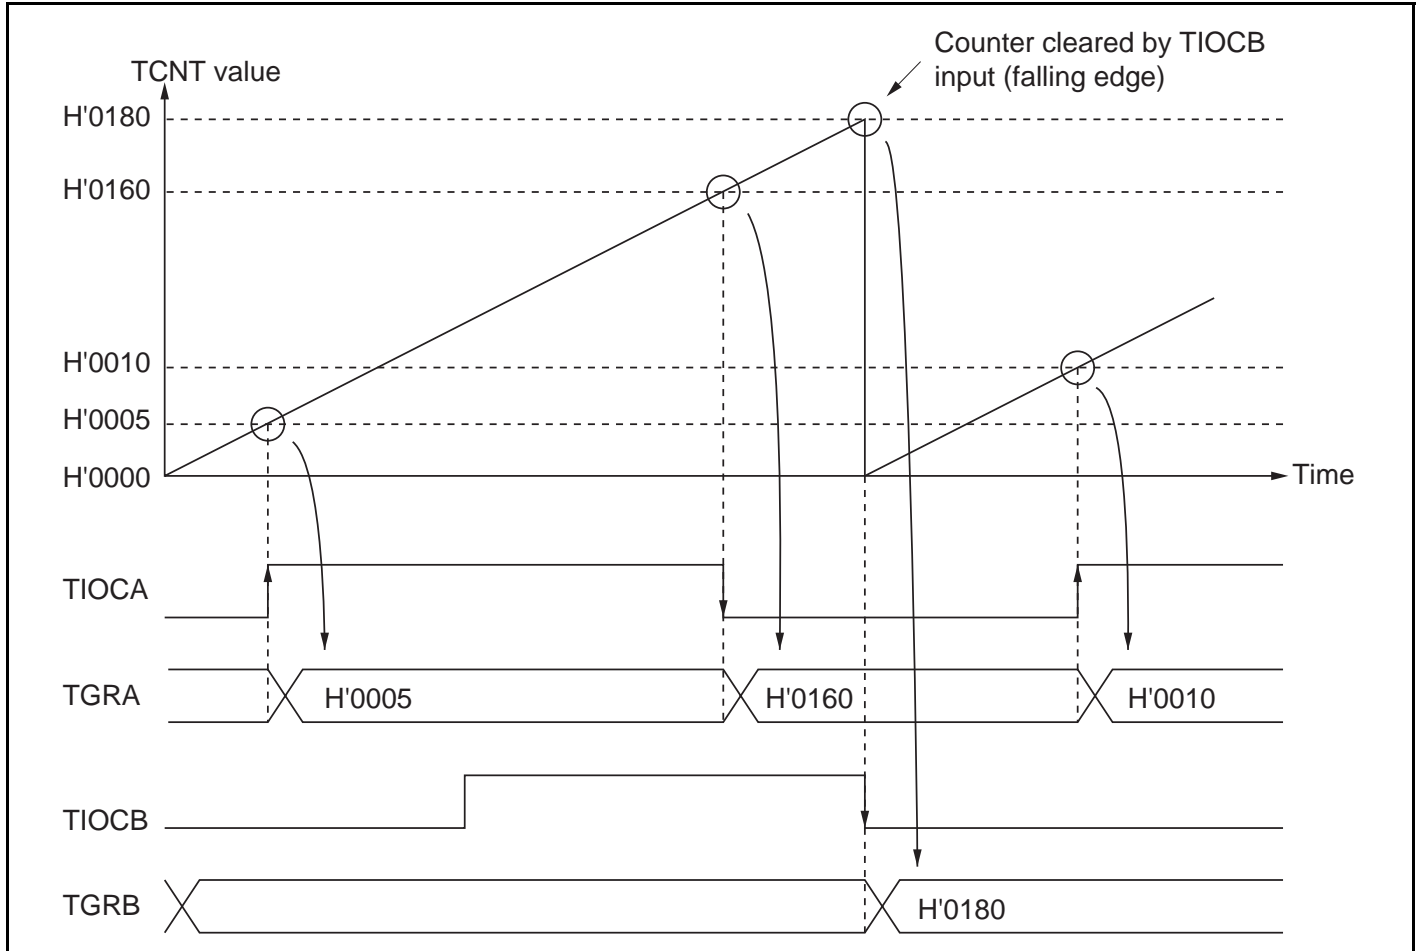 Counter cleared by TIOCB
input (falling edge)
TCNT value
H'0180
H'0160
H'0010
H'0005
H'0000
Time
TIOCA
TGRA
H'0005
H'0160
H'0010
TIOCB
TGRB
H'0180